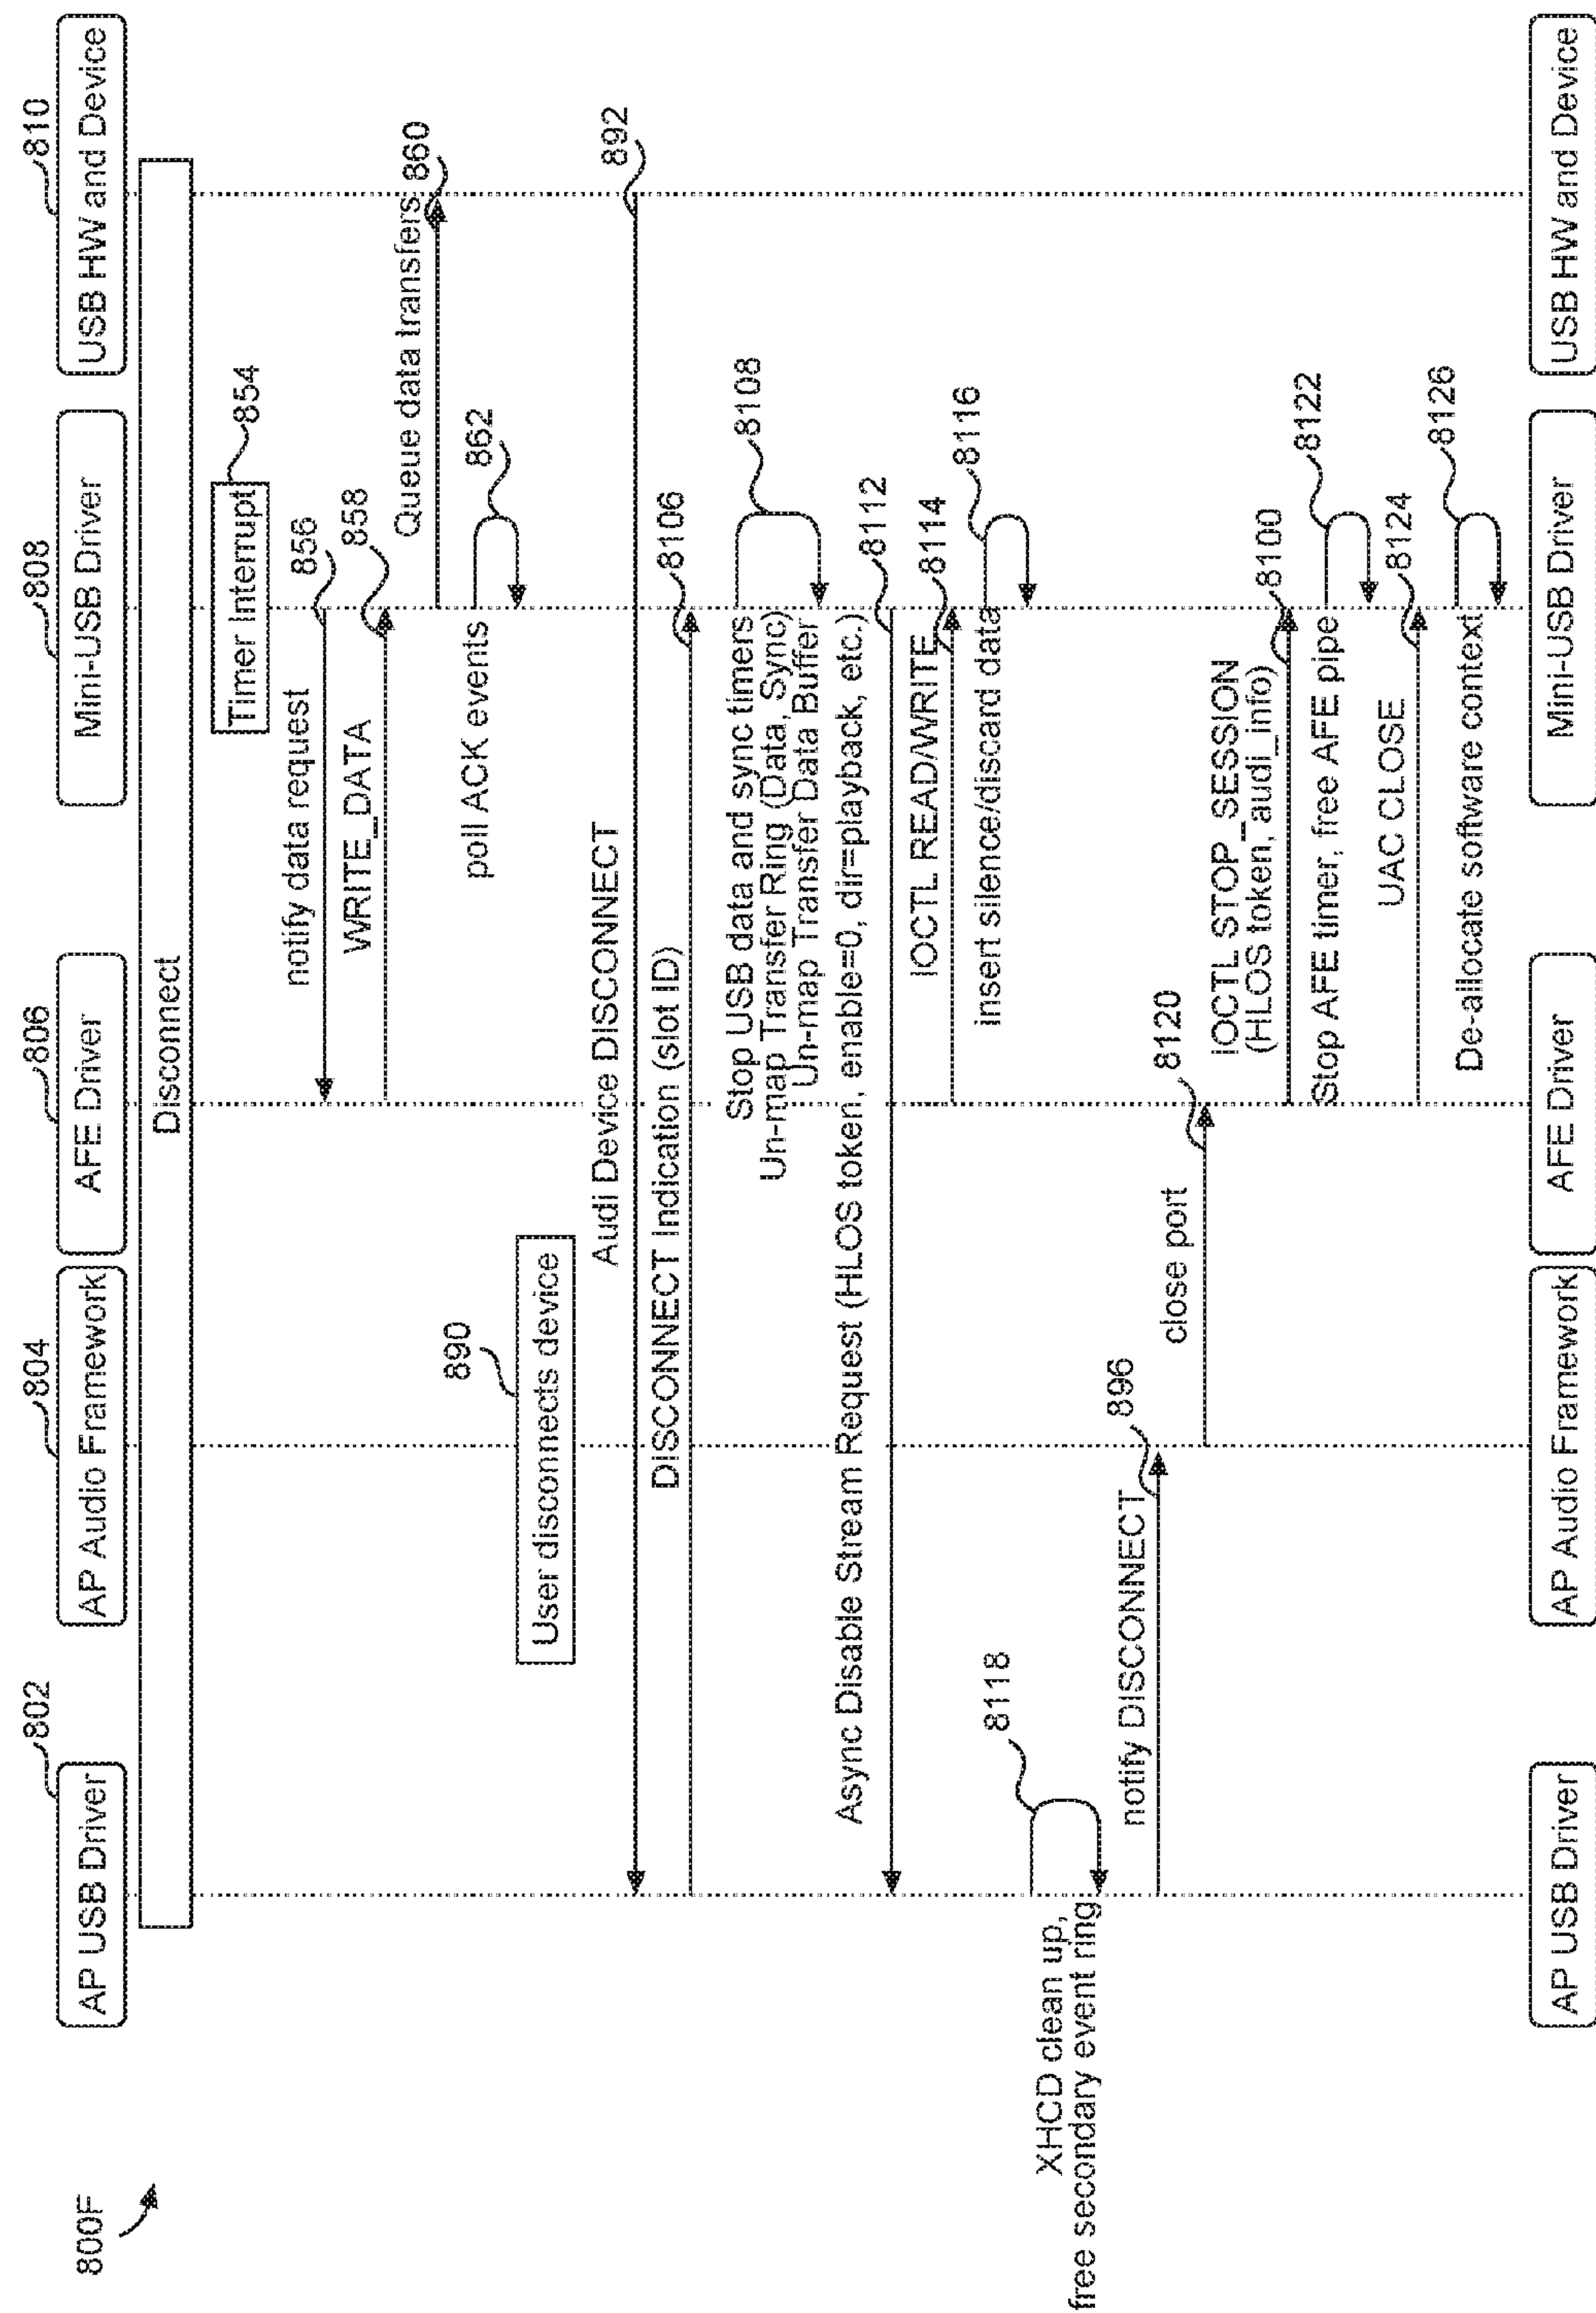 800F
802
804
806
808
810
AP USB Driver
AP Audio Framework
AFE Driver
Mini-USB Driver
USB HW and Device
Disconnect
Timer Interrupt
854
notify data request
856
WRITE_DATA
858
Queue data transfers
860
poll ACK events
862
890
User disconnects device
Audi Device DISCONNECT
892
DISCONNECT Indication (slot ID)
8106
Stop USB data and sync timers
Un-map Transfer Ring (Data, Sync)
Un-map Transfer Data Buffer
8108
Async Disable Stream Request (HLOS token, enable=0, dir=playback, etc.)
8112
IOCTL READ/WRITE
8114
insert silence/discard data
8116
XHCD clean up,
free secondary event ring
8118
notify DISCONNECT
896
close port
8120
IOCTL STOP_SESSION
(HLOS token, audi_info)
8100
Stop AFE timer, free AFE pipe
8122
UAC CLOSE
8124
De-allocate software context
8126
AP USB Driver
AP Audio Framework
AFE Driver
Mini-USB Driver
USB HW and Device